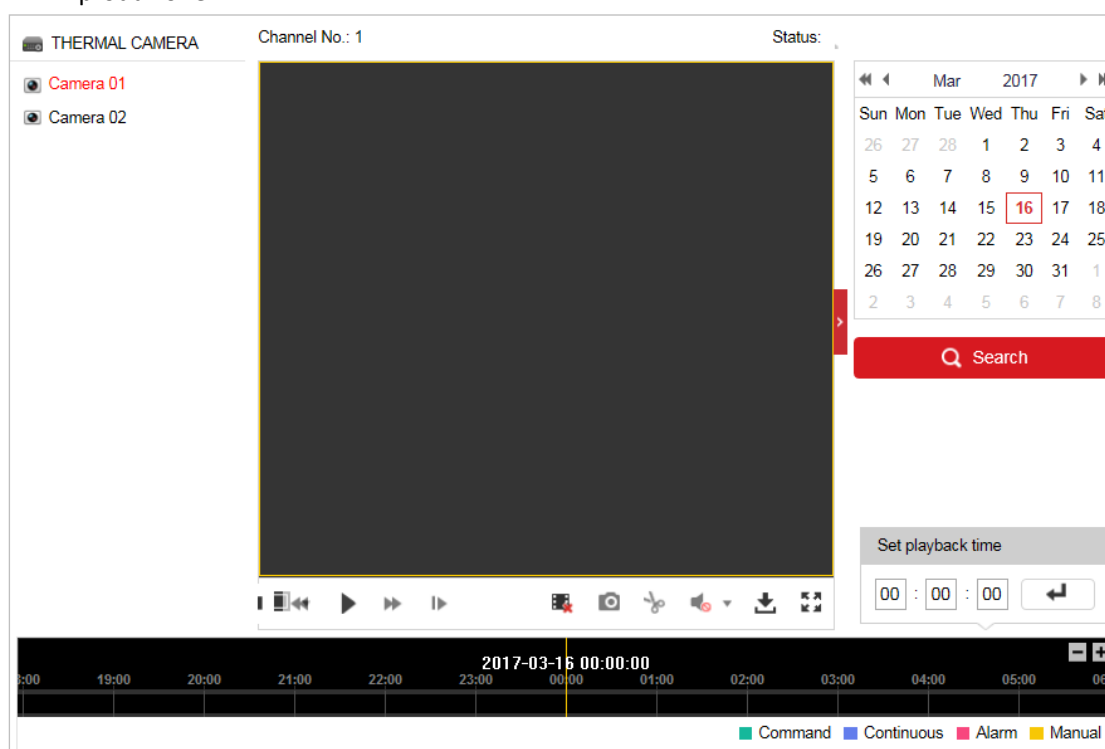 THERMAL CAMERA
Camera 01
Camera 02
Channel No.: 1
Status:
Mar 2017
Sun Mon Tue Wed Thu Fri Sat
26 27 28 1 2 3 4
5 6 7 8 9 10 11
12 13 14 15 16 17 18
19 20 21 22 23 24 25
26 27 28 29 30 31 1
2 3 4 5 6 7 8
Search
Set playback time
00 : 00 : 00
2017-03-16 00:00:00
:00 19:00 20:00 21:00 22:00 23:00 00:00 01:00 02:00 03:00 04:00 05:00 06
Command Continuous Alarm Manual